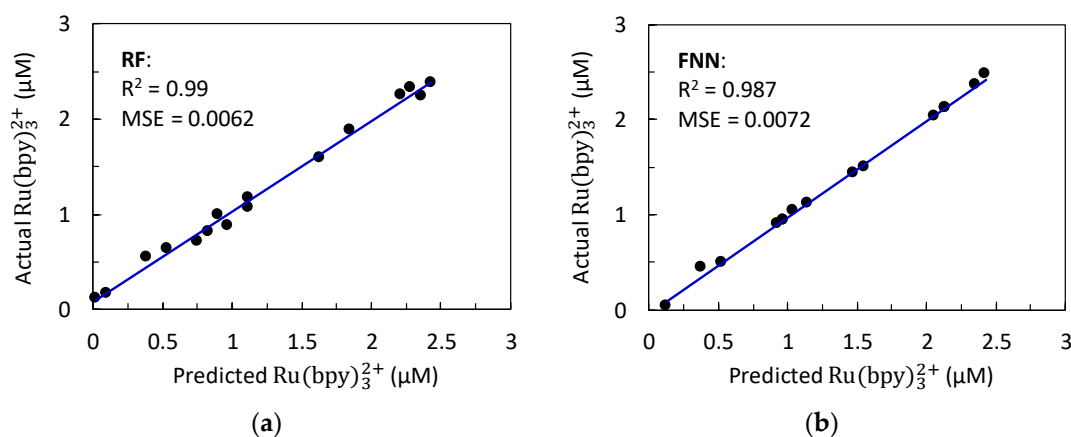 3
2
1
0
Actual Ru(bpy)₃²⁺ (μM)
RF:
R² = 0.99
MSE = 0.0062
0 0.5 1 1.5 2 2.5 3
Predicted Ru(bpy)₃²⁺ (μM)
(a)
3
2
1
0
Actual Ru(bpy)₃²⁺ (μM)
FNN:
R² = 0.987
MSE = 0.0072
0 0.5 1 1.5 2 2.5 3
Predicted Ru(bpy)₃²⁺ (μM)
(b)